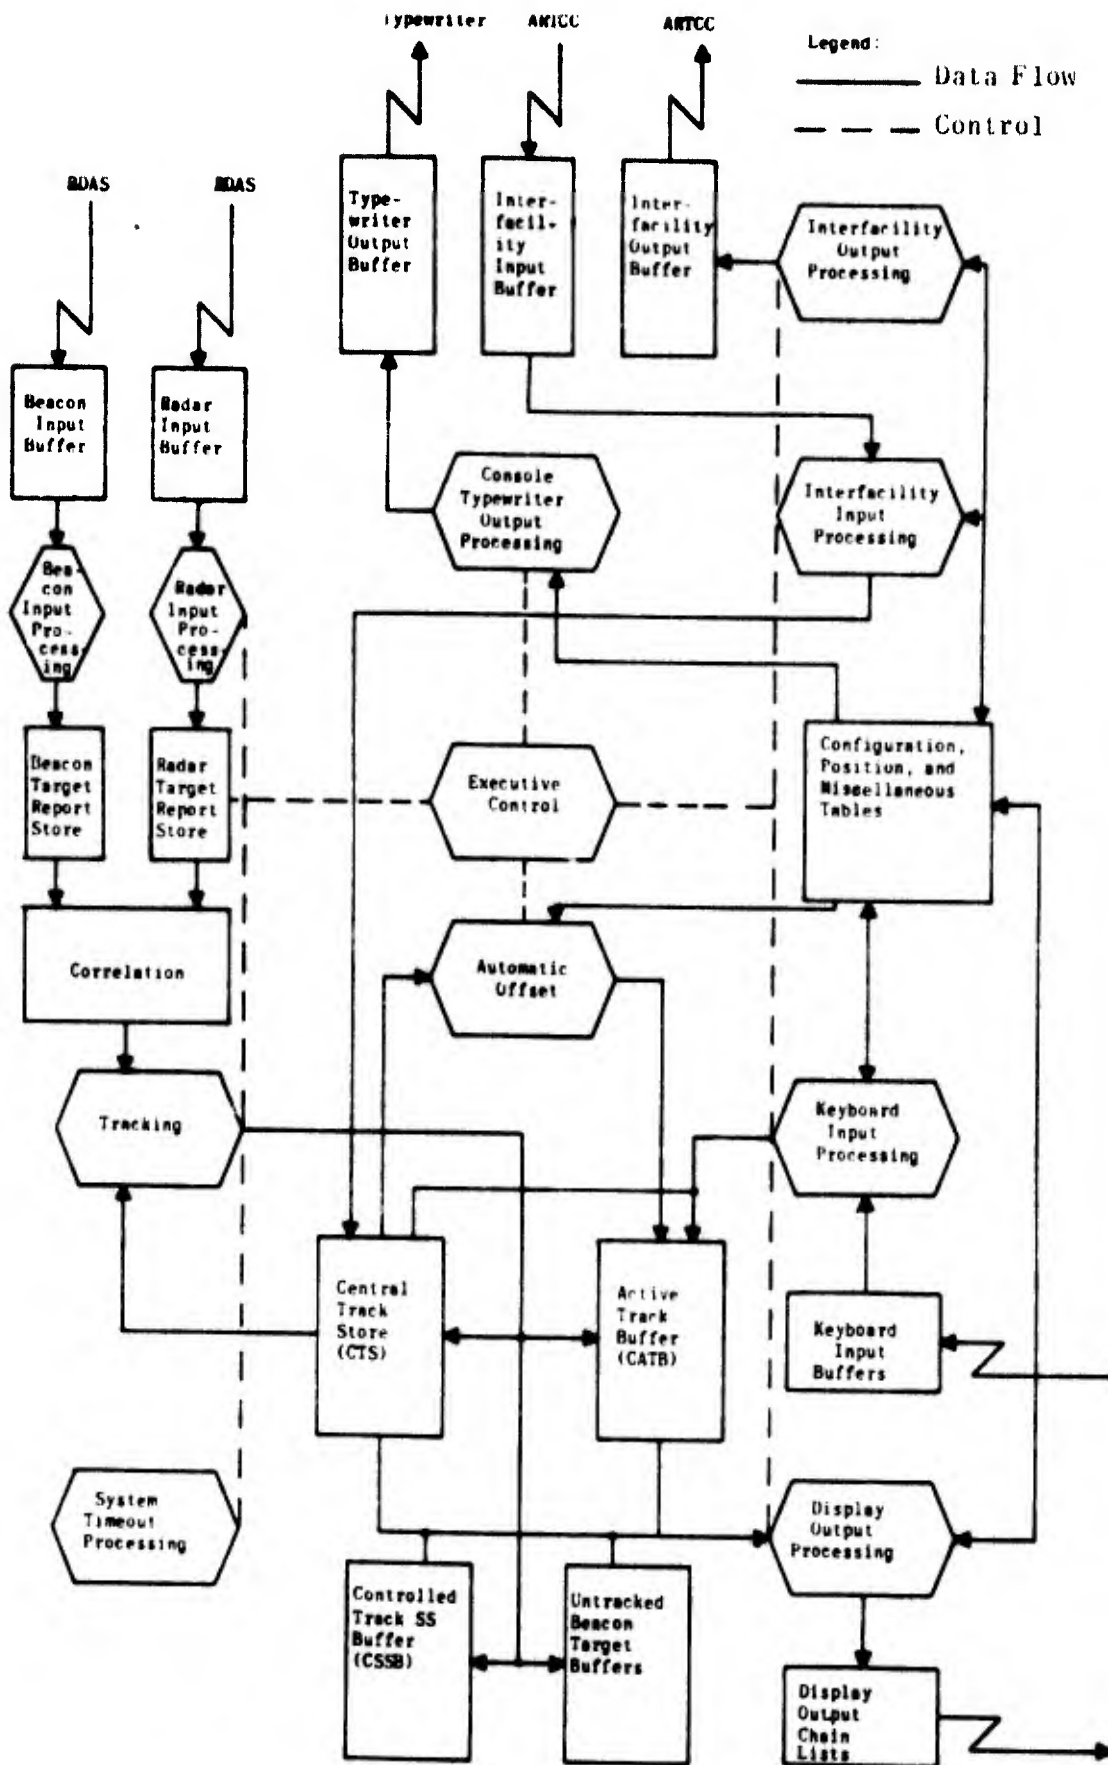 Typewriter
ARTCC
ARTCC
Legend:
Data Flow
Control
BDAS
RDAS
Type-
writer
Output
Buffer
Inter-
facil-
ity
Input
Buffer
Inter-
facility
Output
Buffer
Interfacility
Output
Processing
Beacon
Input
Buffer
Radar
Input
Buffer
Console
Typewriter
Output
Processing
Interfacility
Input
Processing
Bea-
con
Input
Pro-
cess-
ing
Radar
Input
Pro-
cess-
ing
Beacon
Target
Report
Store
Radar
Target
Report
Store
Executive
Control
Configuration,
Position, and
Miscellaneous
Tables
Correlation
Automatic
Offset
Tracking
Keyboard
Input
Processing
Central
Track
Store
(CTS)
Active
Track
Buffer
(CATB)
Keyboard
Input
Buffers
System
Timeout
Processing
Display
Output
Processing
Controlled
Track SS
Buffer
(CSSB)
Untracked
Beacon
Target
Buffers
Display
Output
Chain
Lists